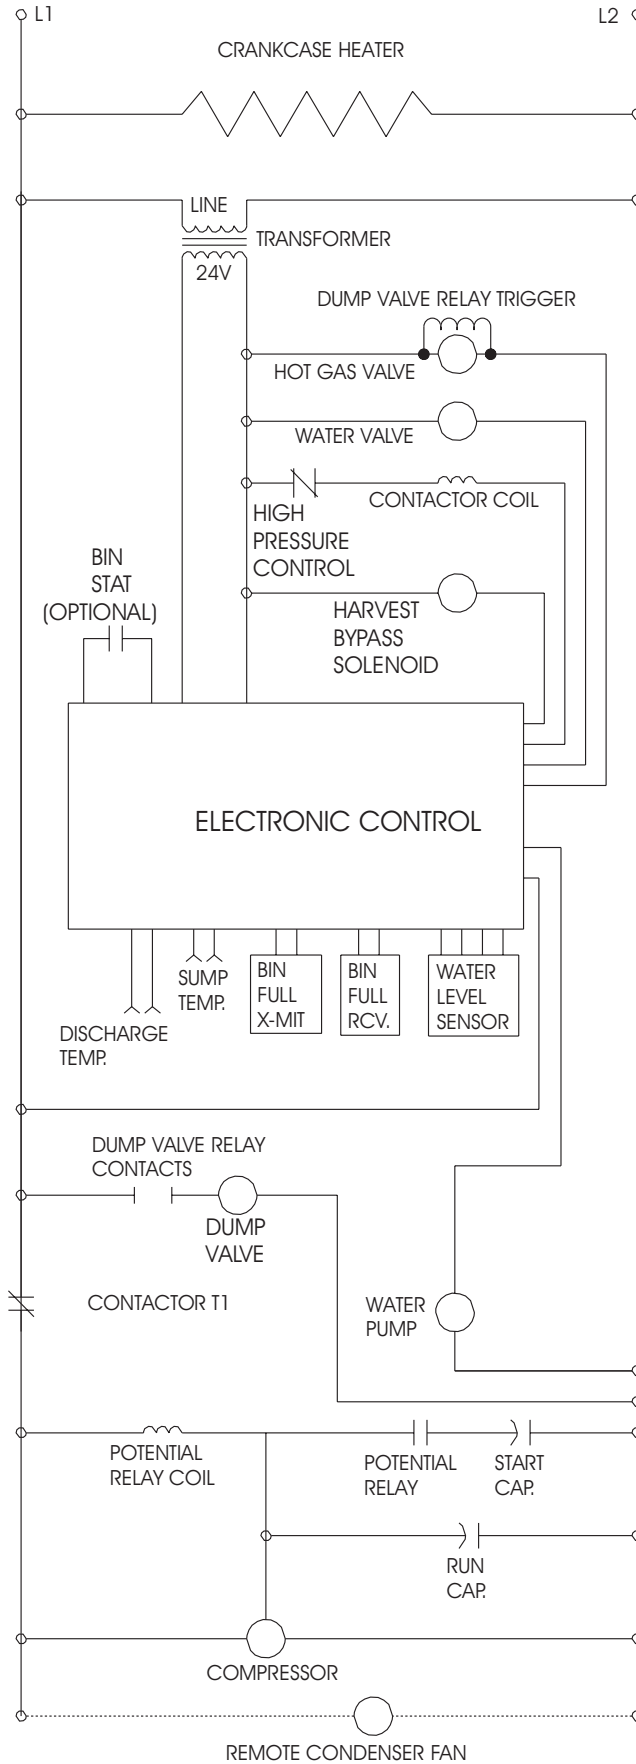 L1
L2
CRANKCASE HEATER
LINE
TRANSFORMER
24V
DUMP VALVE RELAY TRIGGER
HOT GAS VALVE
WATER VALVE
CONTACTOR COIL
HIGH
PRESSURE
CONTROL
BIN
STAT
(OPTIONAL)
HARVEST
BYPASS
SOLENOID
ELECTRONIC CONTROL
DISCHARGE
TEMP.
SUMP
TEMP.
BIN
FULL
X-MIT
BIN
FULL
RCV.
WATER
LEVEL
SENSOR
DUMP VALVE RELAY
CONTACTS
DUMP
VALVE
CONTACTOR T1
WATER
PUMP
POTENTIAL
RELAY COIL
POTENTIAL
RELAY
START
CAP.
RUN
CAP.
COMPRESSOR
REMOTE CONDENSER FAN